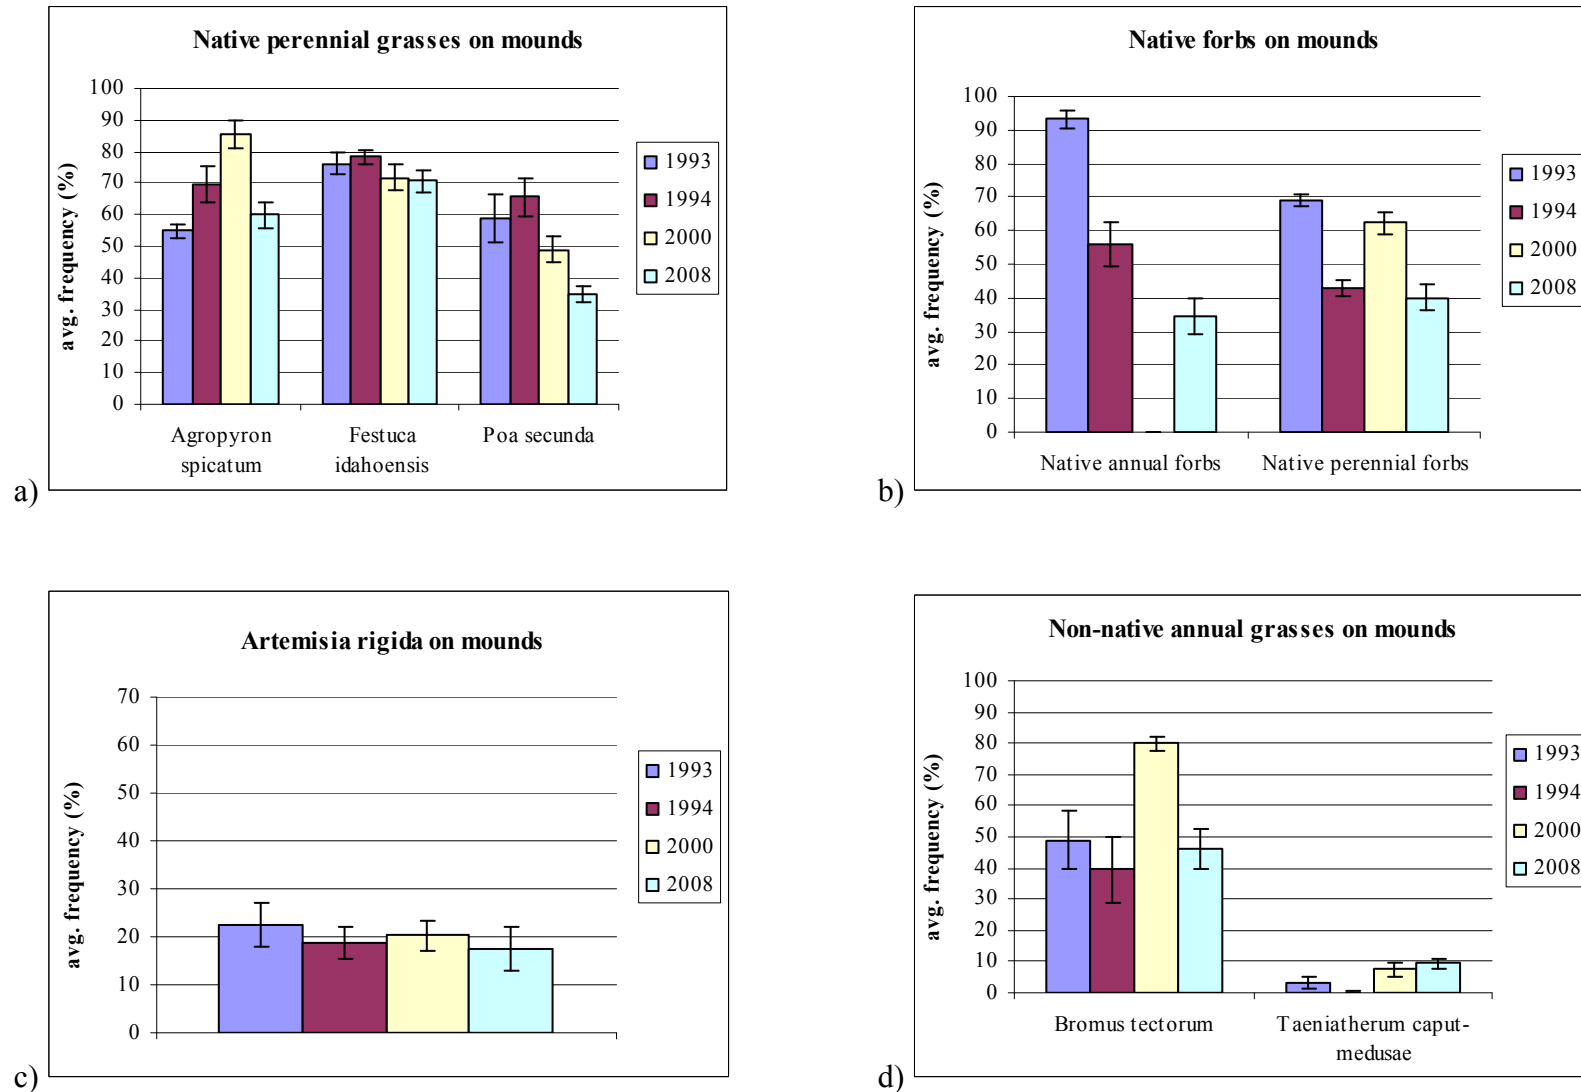 Native perennial grasses on mounds
avg. frequency (%)
100
90
80
70
60
50
40
30
20
10
0
Agropyron
spicatum
Festuca
idahoensis
Poa secunda
1993
1994
2000
2008
a)
Native forbs on mounds
avg. frequency (%)
100
90
80
70
60
50
40
30
20
10
0
Native annual forbs
Native perennial forbs
1993
1994
2000
2008
b)
Artemisia rigida on mounds
avg. frequency (%)
70
60
50
40
30
20
10
0
1993
1994
2000
2008
c)
Non-native annual grasses on mounds
avg. frequency (%)
100
90
80
70
60
50
40
30
20
10
0
Bromus tectorum
Taeniatherum caput-
medusae
1993
1994
2000
2008
d)